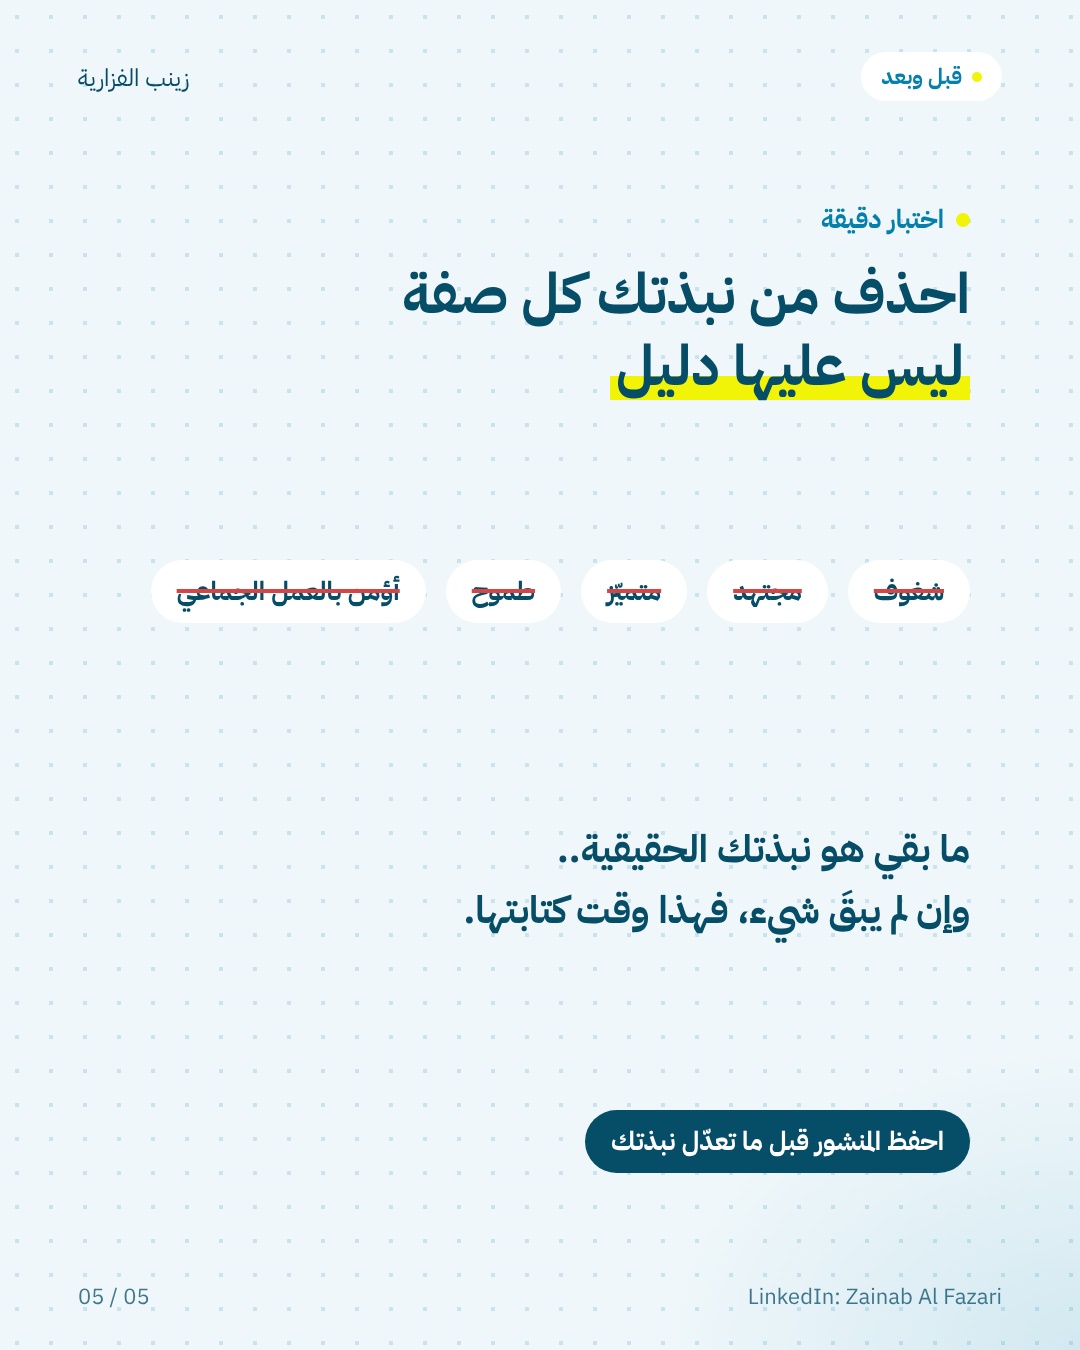 قبل وبعد
زينب الفزارية
اختبار دقيقة
احذف من نبذتك كل صفة
ليس عليها دليل
شغوف
مجتهد
متميّز
طموح
أؤمن بالعمل الجماعي
ما بقي هو نبذتك الحقيقية..
وإن لم يبقَ شيء، فهذا وقت كتابتها.
احفظ المنشور قبل ما تعدّل نبذتك
LinkedIn: Zainab Al Fazari
05 / 05